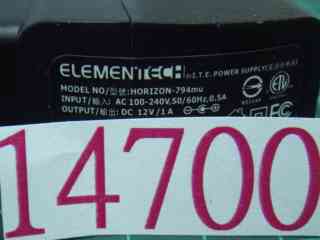 ELEMENTECH I.T.E. POWER SUPPLY
MODEL NO/型號:HORIZON-794mu
INPUT/輸入/ AC 100-240V,50/60Hz,0.5A
OUTPUT/輸出: DC 12V/1A
14700